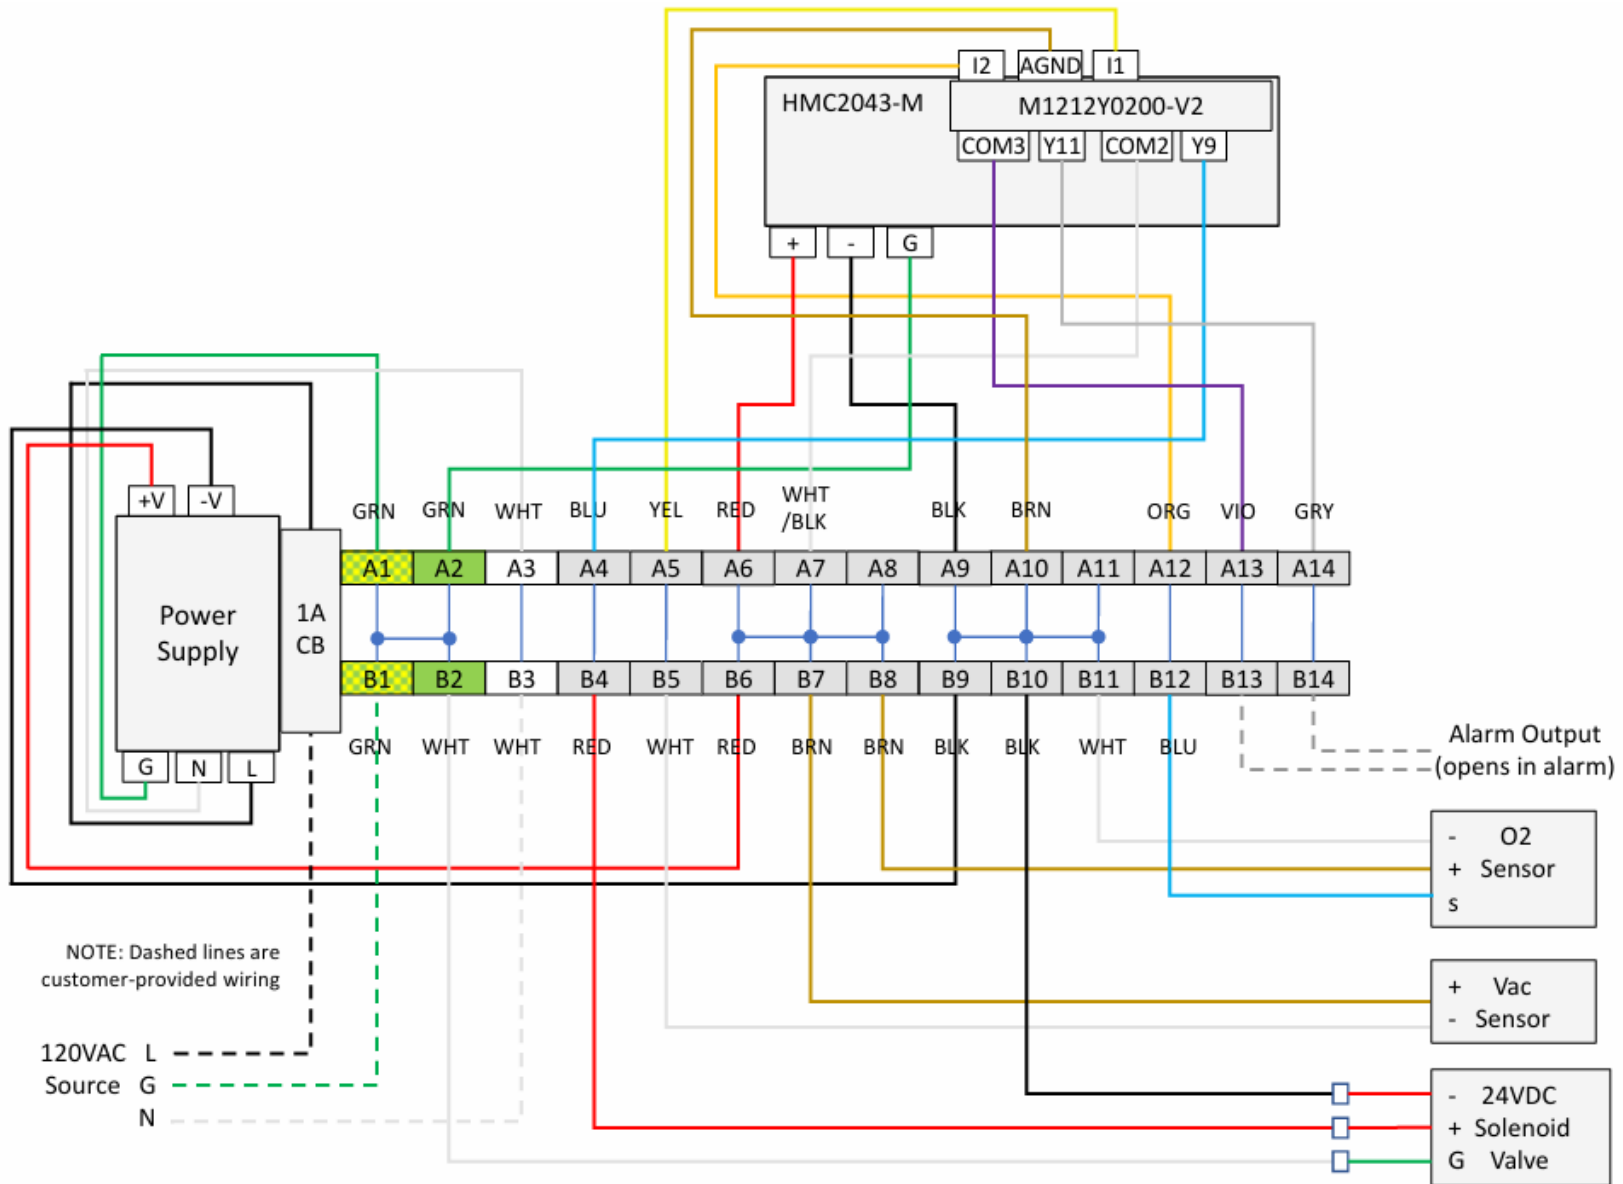 I2 AGND I1
HMC2043-M M1212Y0200-V2
COM3 Y11 COM2 Y9
+ - G
+V -V
GRN GRN WHT BLU YEL RED WHT BLK BRN ORG VIO GRY
/BLK
A1 A2 A3 A4 A5 A6 A7 A8 A9 A10 A11 A12 A13 A14
Power
Supply
1A
CB
B1 B2 B3 B4 B5 B6 B7 B8 B9 B10 B11 B12 B13 B14
GRN WHT WHT RED WHT RED BRN BRN BLK BLK WHT BLU
G N L
Alarm Output
(opens in alarm)
- O2
+ Sensor
s
NOTE: Dashed lines are
customer-provided wiring
+ Vac
- Sensor
120VAC L
Source G
N
- 24VDC
+ Solenoid
G Valve